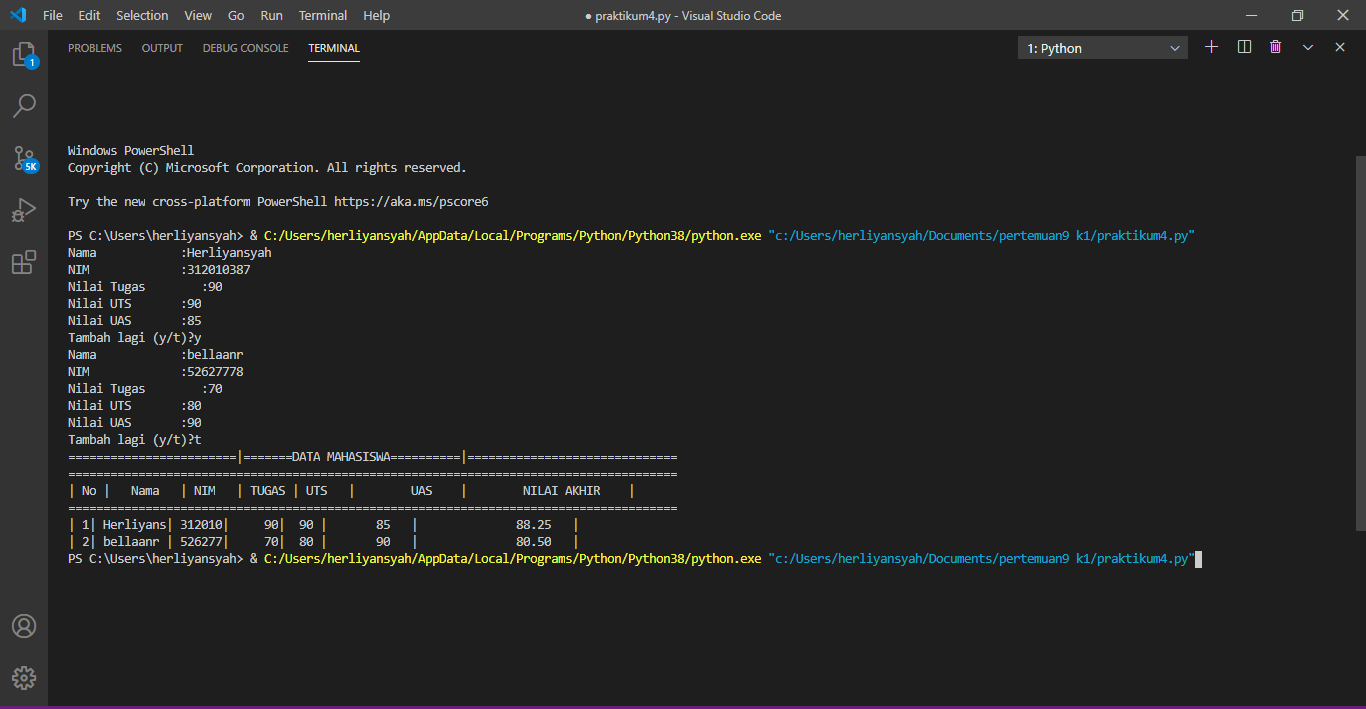 File Edit Selection View Go Run Terminal Help
● praktikum4.py - Visual Studio Code
PROBLEMS OUTPUT DEBUG CONSOLE TERMINAL
1: Python
1
5K
Windows PowerShell
Copyright (C) Microsoft Corporation. All rights reserved.
Try the new cross-platform PowerShell https://aka.ms/pscore6
PS C:\Users\herliyansyah> & C:/Users/herliyansyah/AppData/Local/Programs/Python/Python38/python.exe "c:/Users/herliyansyah/Documents/pertemuan9 k1/praktikum4.py"
Nama            :Herliyansyah
NIM             :312010387
Nilai Tugas        :90
Nilai UTS       :90
Nilai UAS       :85
Tambah lagi (y/t)?y
Nama            :bellaanr
NIM             :52627778
Nilai Tugas        :70
Nilai UTS       :80
Nilai UAS       :90
Tambah lagi (y/t)?t
========================|=======DATA MAHASISWA==========|==============================
=======================================================================================
| No |   Nama   | NIM   | TUGAS | UTS   |        UAS    |        NILAI AKHIR    |
=======================================================================================
| 1| Herliyans| 312010|     90|  90 |       85   |              88.25   |
| 2| bellaanr | 526277|     70|  80 |       90   |              80.50   |
PS C:\Users\herliyansyah> & C:/Users/herliyansyah/AppData/Local/Programs/Python/Python38/python.exe "c:/Users/herliyansyah/Documents/pertemuan9 k1/praktikum4.py"